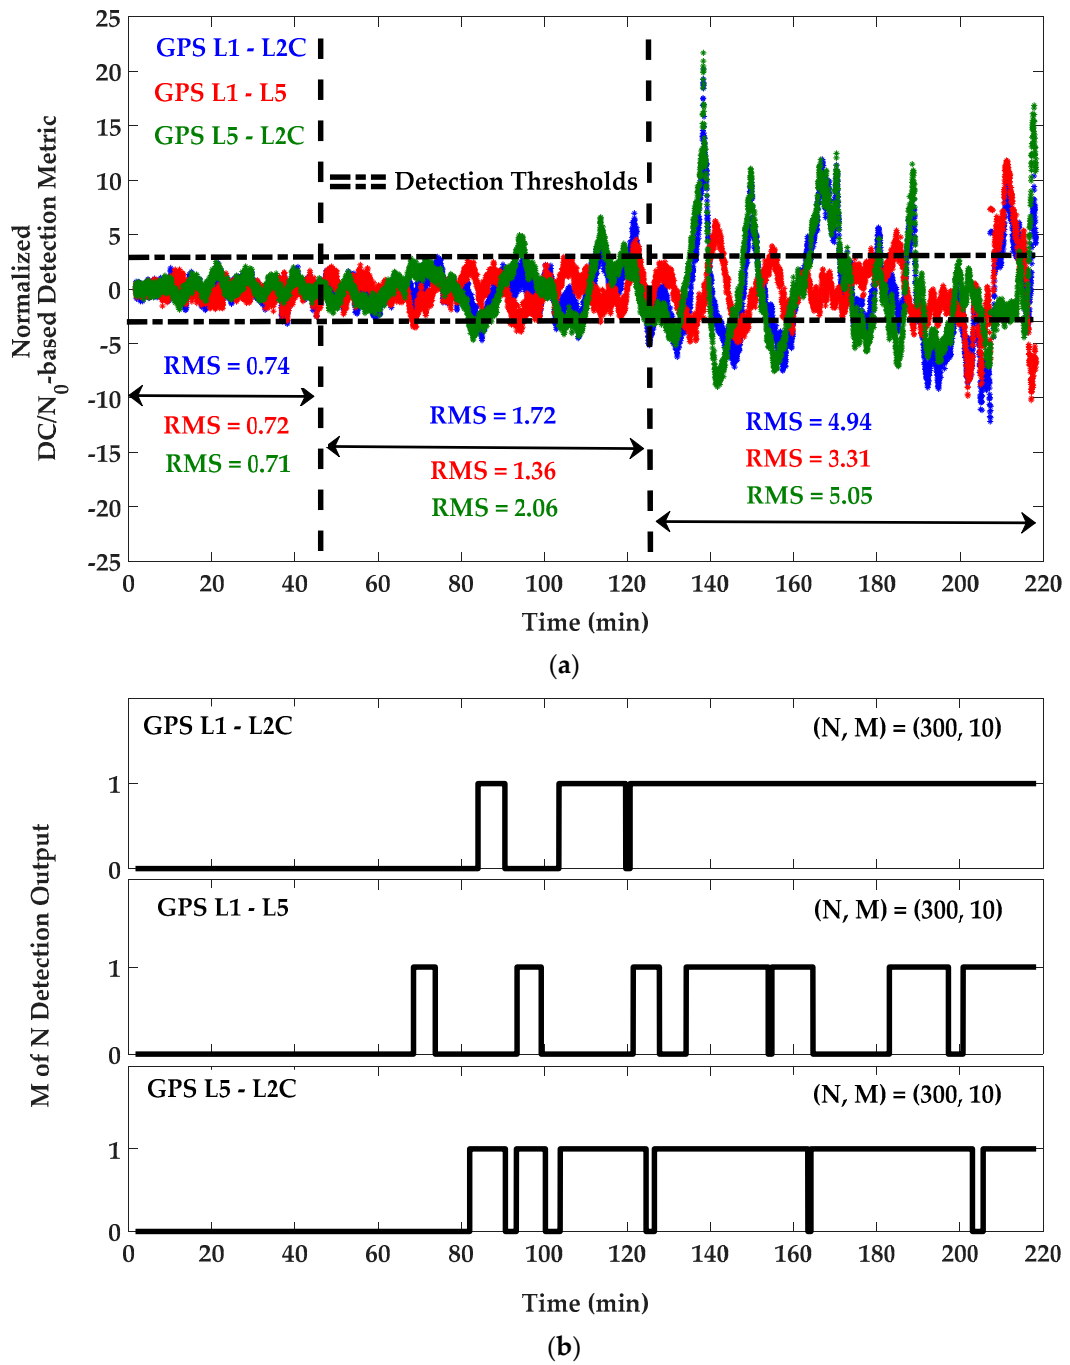 25
20
15
10
5
0
-5
-10
-15
-20
-25
Normalized
DC/N0-based Detection Metric
GPS L1 - L2C
GPS L1 - L5
GPS L5 - L2C
Detection Thresholds
RMS = 0.74
RMS = 0.72
RMS = 0.71
RMS = 1.72
RMS = 1.36
RMS = 2.06
RMS = 4.94
RMS = 3.31
RMS = 5.05
0 20 40 60 80 100 120 140 160 180 200 220
Time (min)
(a)
M of N Detection Output
GPS L1 - L2C (N, M) = (300, 10)
1
0
GPS L1 - L5 (N, M) = (300, 10)
1
0
GPS L5 - L2C (N, M) = (300, 10)
1
0
0 20 40 60 80 100 120 140 160 180 200 220
Time (min)
(b)